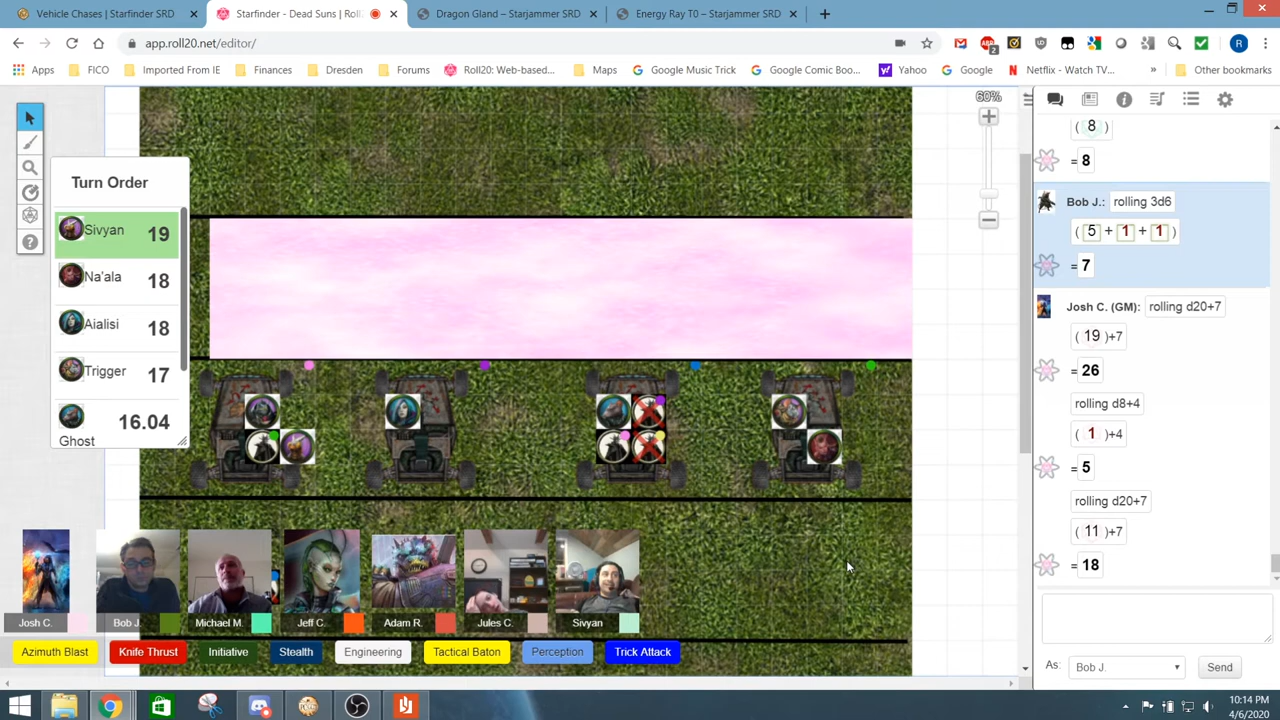 Vehicle Chases | Starfinder SRD
Starfinder - Dead Suns | Roll
Dragon Gland – Starjammer SRD
Energy Ray T0 – Starjammer SRD
app.roll20.net/editor/
2
R
Apps
FICO
Imported From IE
Finances
Dresden
Forums
Roll20: Web-based...
Maps
Google Music Trick
Google Comic Boo...
Yahoo
Google
Netflix - Watch TV...
»
Other bookmarks
60%
Turn Order
Sivyan 19
Na'ala 18
Aialisi 18
Trigger 17
Ghost 16.04
( 8 )
= 8
Bob J.: rolling 3d6
( 5 + 1 + 1 )
= 7
Josh C. (GM): rolling d20+7
( 19 )+7
= 26
rolling d8+4
( 1 )+4
= 5
rolling d20+7
( 11 )+7
= 18
Josh C.
Bob J.
Michael M.
Jeff C.
Adam R.
Jules C.
Sivyan
Azimuth Blast
Knife Thrust
Initiative
Stealth
Engineering
Tactical Baton
Perception
Trick Attack
As: Bob J. Send
10:14 PM
4/6/2020